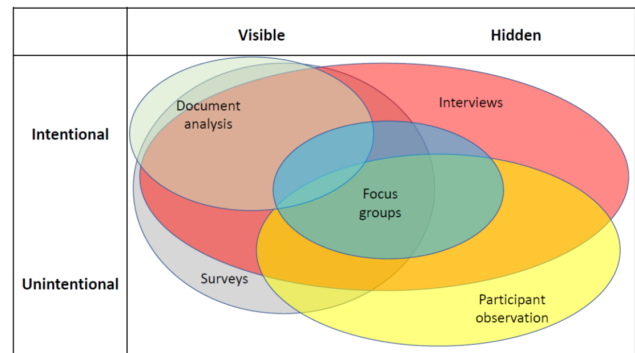 Visible
Hidden
Document
analysis
Interviews
Intentional
Focus
groups
Surveys
Unintentional
Participant
observation